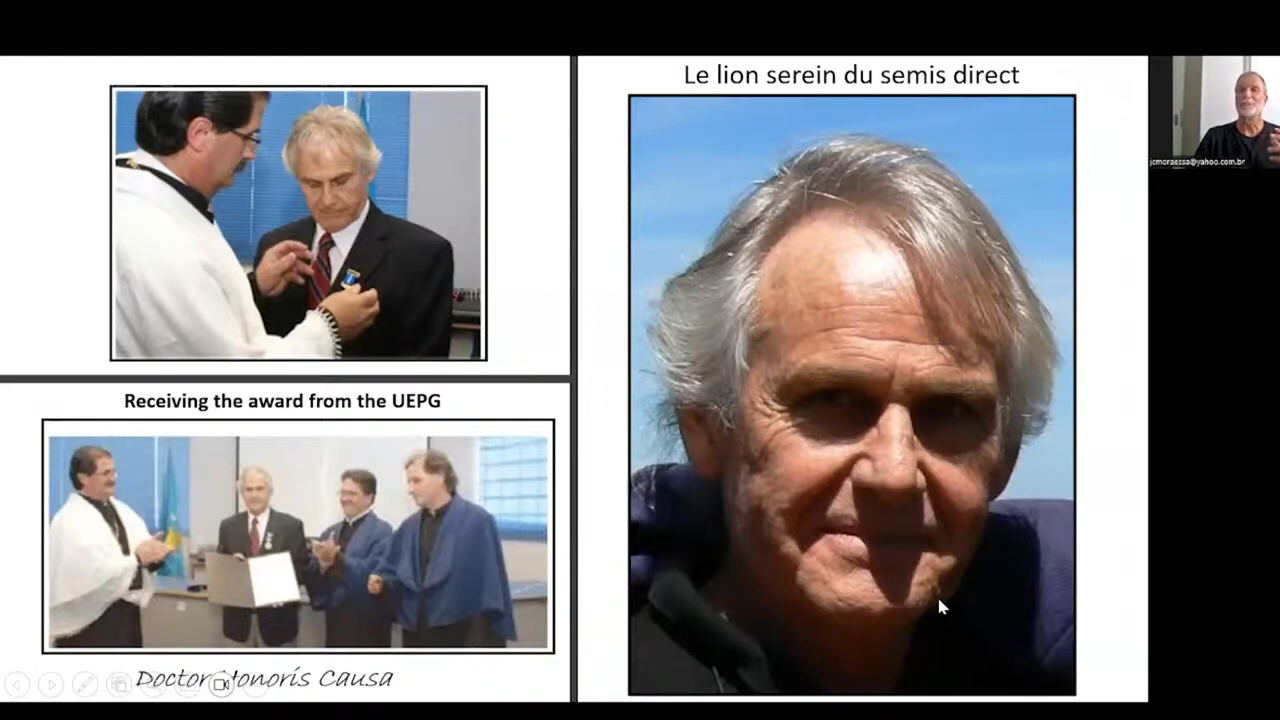 Receiving the award from the UEPG
Doctor Honoris Causa
Le lion serein du semis direct
jcmoraessa@yahoo.com.br